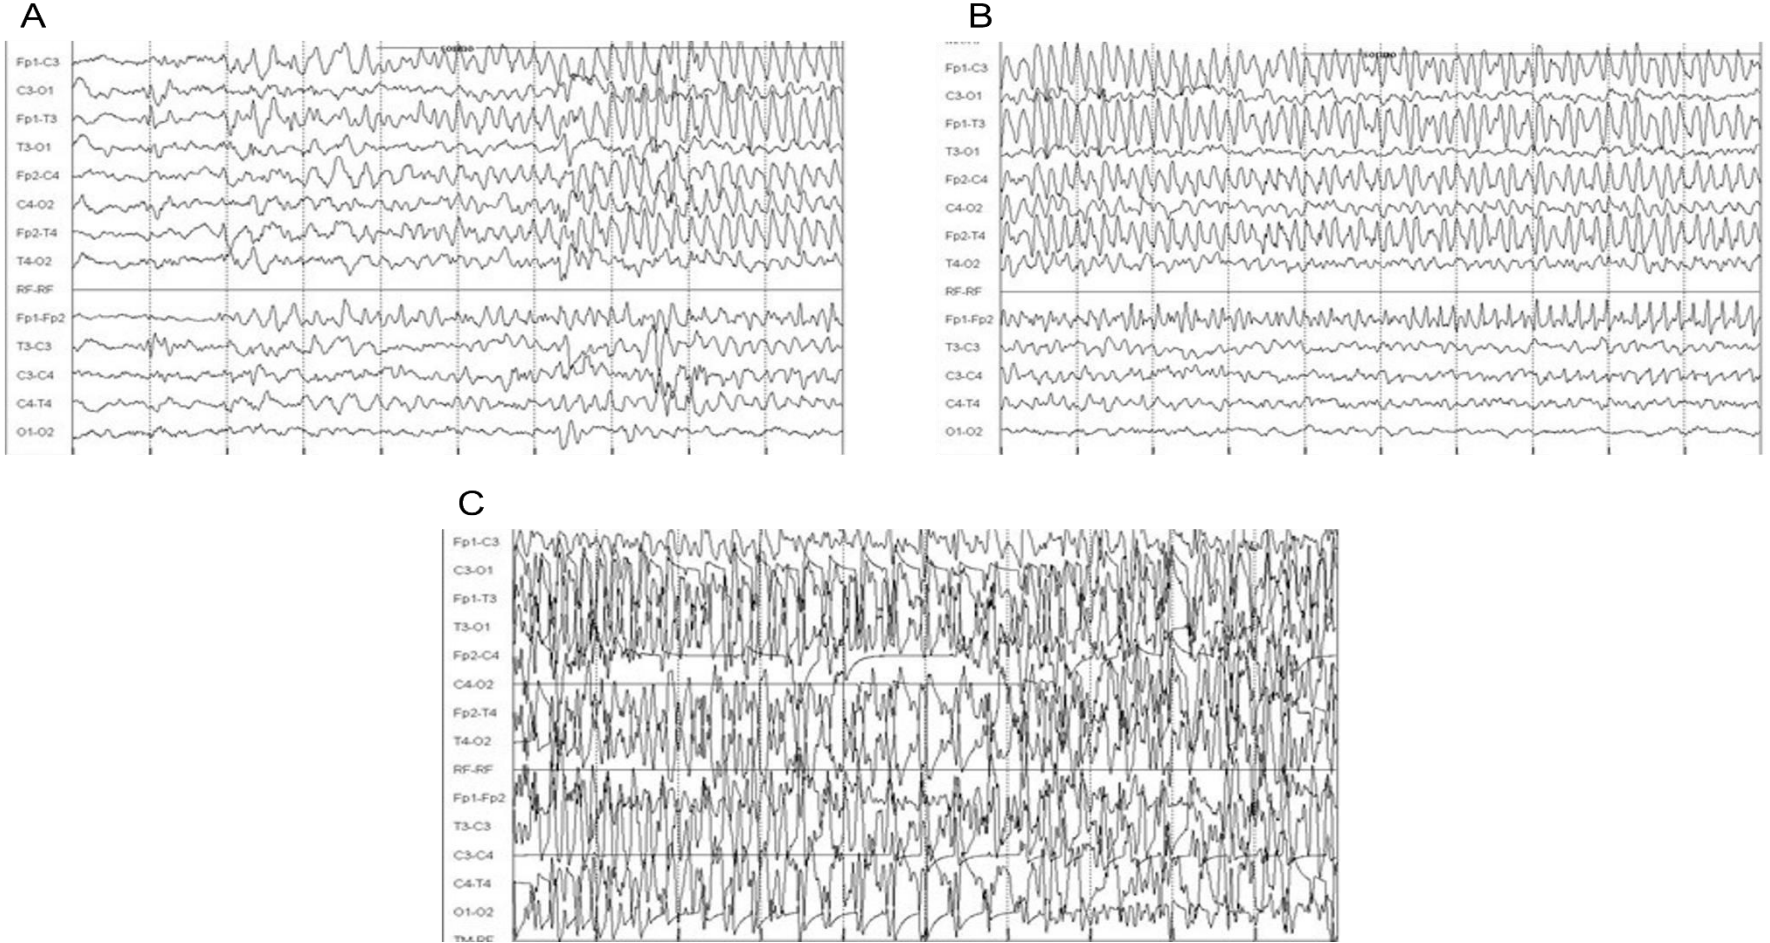 A
Fp1-C3
C3-O1
Fp1-T3
T3-O1
Fp2-C4
C4-O2
Fp2-T4
T4-O2
RF-RF
Fp1-Fp2
T3-C3
C3-C4
C4-T4
O1-O2
B
Fp1-C3
C3-O1
Fp1-T3
T3-O1
Fp2-C4
C4-O2
Fp2-T4
T4-O2
RF-RF
Fp1-Fp2
T3-C3
C3-C4
C4-T4
O1-O2
C
Fp1-C3
C3-O1
Fp1-T3
T3-O1
Fp2-C4
C4-O2
Fp2-T4
T4-O2
RF-RF
Fp1-Fp2
T3-C3
C3-C4
C4-T4
O1-O2